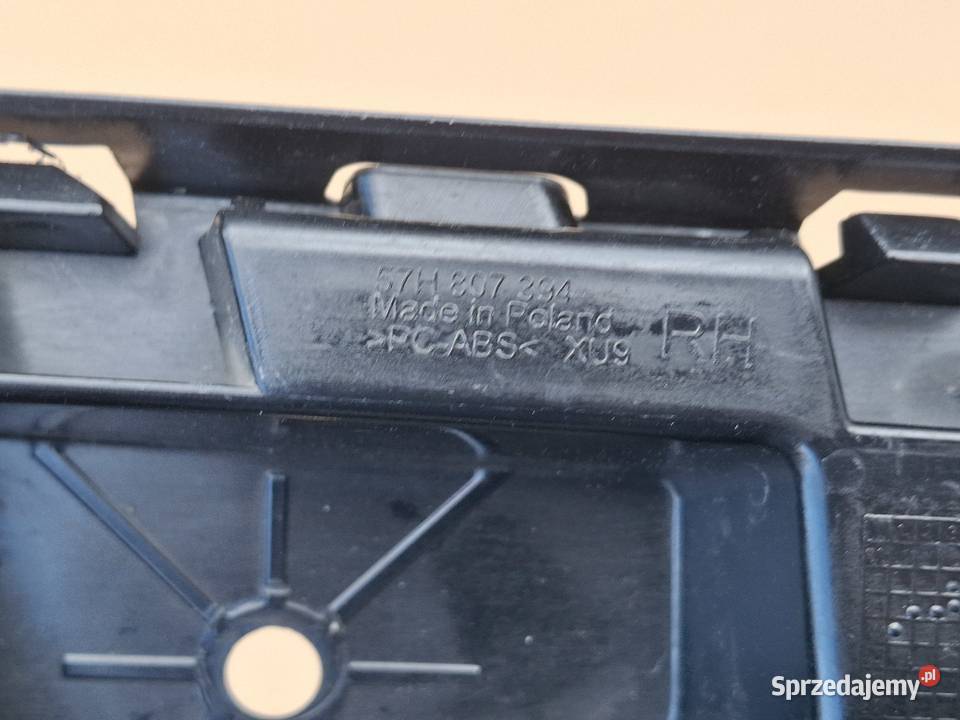 57H 807 394
Made in Poland
>PC-ABS< XU9
RH
Sprzedajemy.pl